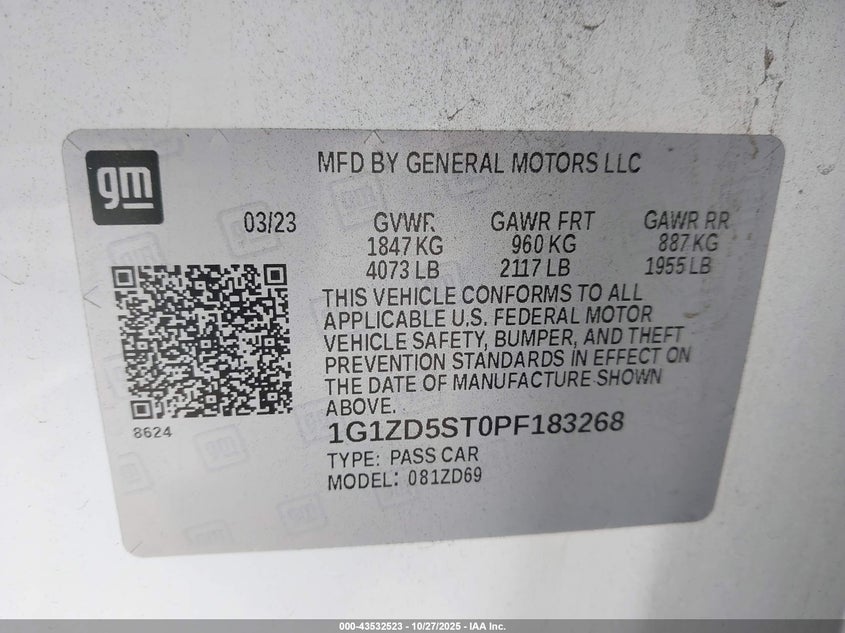 gm
MFD BY GENERAL MOTORS LLC
03/23 GVWR GAWR FRT GAWR RR
1847 KG 960 KG 887 KG
4073 LB 2117 LB 1955 LB
THIS VEHICLE CONFORMS TO ALL
APPLICABLE U.S. FEDERAL MOTOR
VEHICLE SAFETY, BUMPER, AND THEFT
PREVENTION STANDARDS IN EFFECT ON
THE DATE OF MANUFACTURE SHOWN
ABOVE.
8624
1G1ZD5ST0PF183268
TYPE: PASS CAR
MODEL: 081ZD69
000-43532523 | 10/27/2025 - IAA Inc.